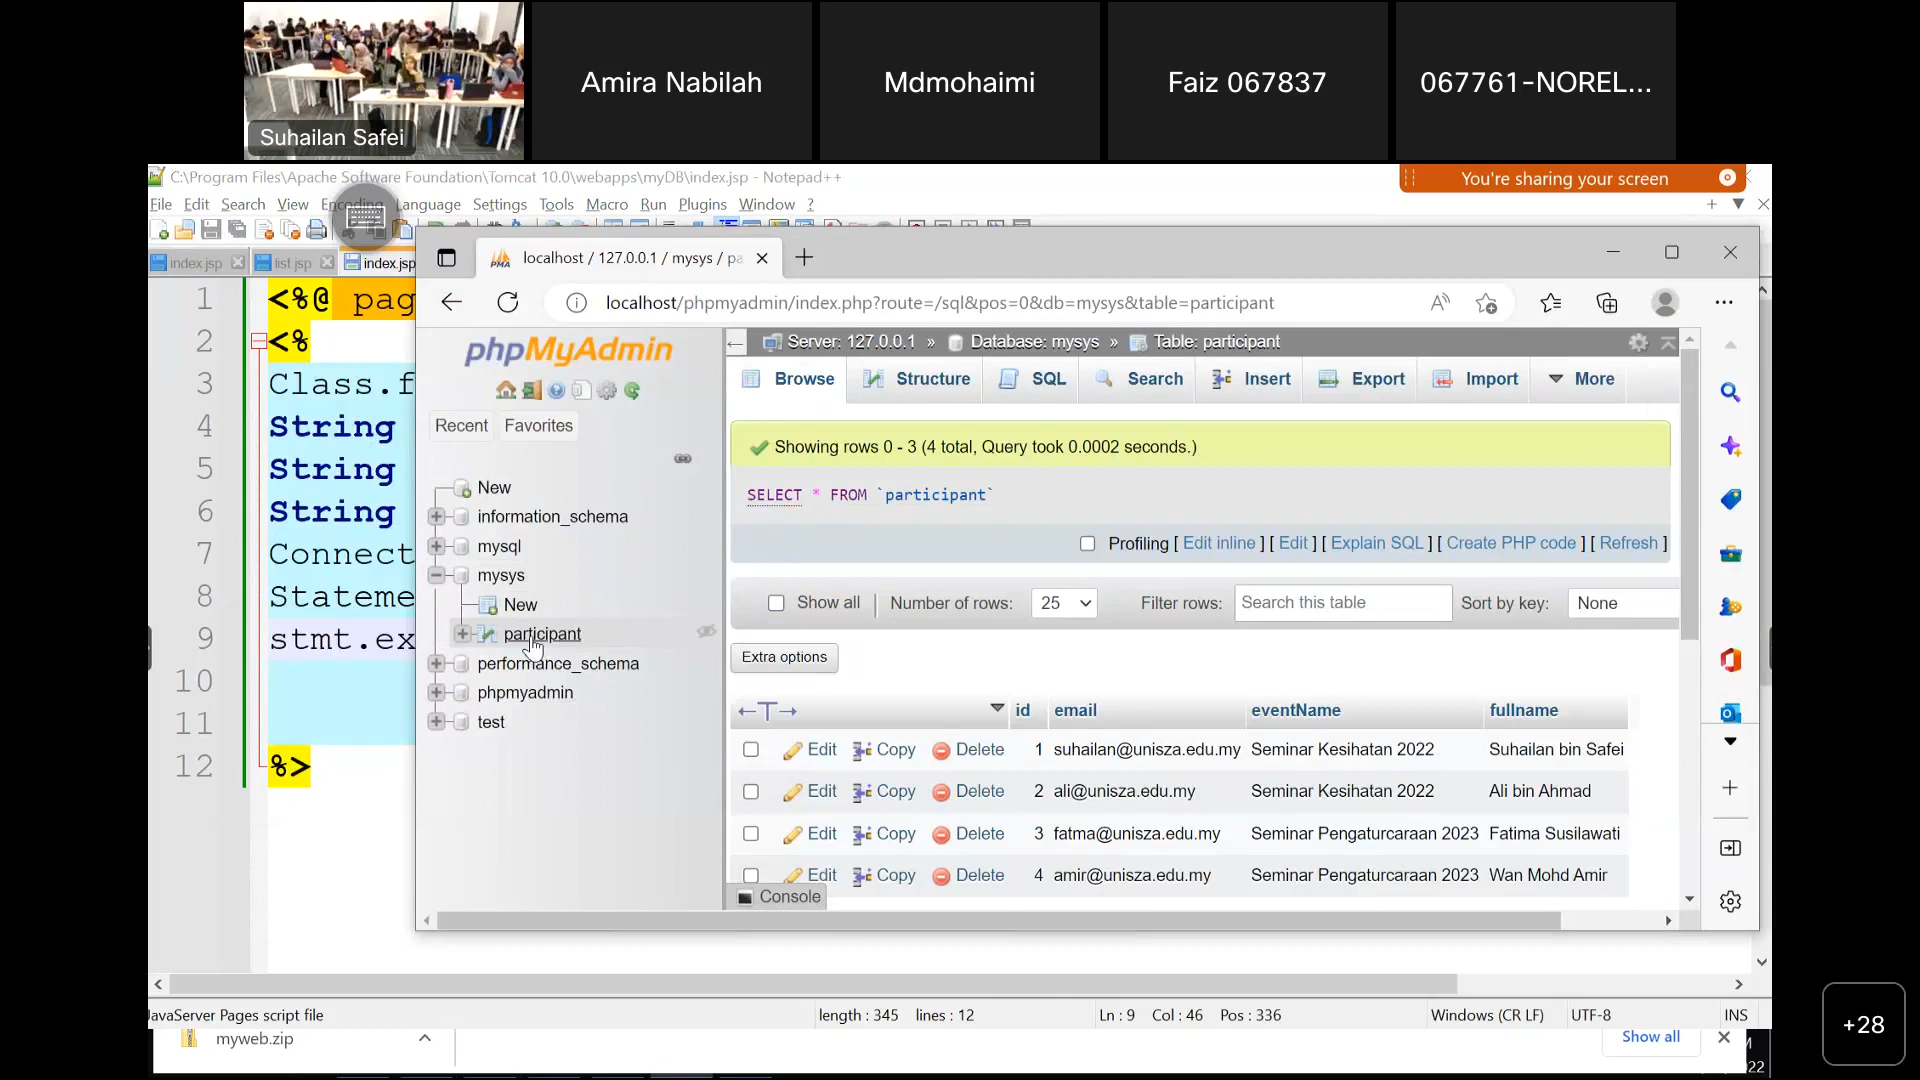 Suhailan Safei
Amira Nabilah
Mdmohaimi
Faiz 067837
067761-NOREL...
C:\Program Files\Apache Software Foundation\Tomcat 10.0\webapps\myDB\index.jsp - Notepad++
You're sharing your screen
File Edit Search View Encoding Language Settings Tools Macro Run Plugins Window ?
index.jsp
list.jsp
index.jsp
localhost / 127.0.0.1 / mysys / pa
localhost/phpmyadmin/index.php?route=/sql&pos=0&db=mysys&table=participant
1 <%@ pag
2 <%
3 Class.f
4 String
5 String
6 String
7 Connect
8 Stateme
9 stmt.ex
10
11
12 %>
phpMyAdmin
Recent Favorites
New
information_schema
mysql
mysys
New
participant
performance_schema
phpmyadmin
test
Server: 127.0.0.1 » Database: mysys » Table: participant
Browse Structure SQL Search Insert Export Import More
Showing rows 0 - 3 (4 total, Query took 0.0002 seconds.)
SELECT * FROM `participant`
Profiling [ Edit inline ] [ Edit ] [ Explain SQL ] [ Create PHP code ] [ Refresh ]
Show all Number of rows: 25 Filter rows: Search this table Sort by key: None
Extra options
id email eventName fullname
Edit Copy Delete 1 suhailan@unisza.edu.my Seminar Kesihatan 2022 Suhailan bin Safei
Edit Copy Delete 2 ali@unisza.edu.my Seminar Kesihatan 2022 Ali bin Ahmad
Edit Copy Delete 3 fatma@unisza.edu.my Seminar Pengaturcaraan 2023 Fatima Susilawati
Edit Copy Delete 4 amir@unisza.edu.my Seminar Pengaturcaraan 2023 Wan Mohd Amir
Console
JavaServer Pages script file length : 345 lines : 12 Ln : 9 Col : 46 Pos : 336 Windows (CR LF) UTF-8 INS
myweb.zip
Show all
+28